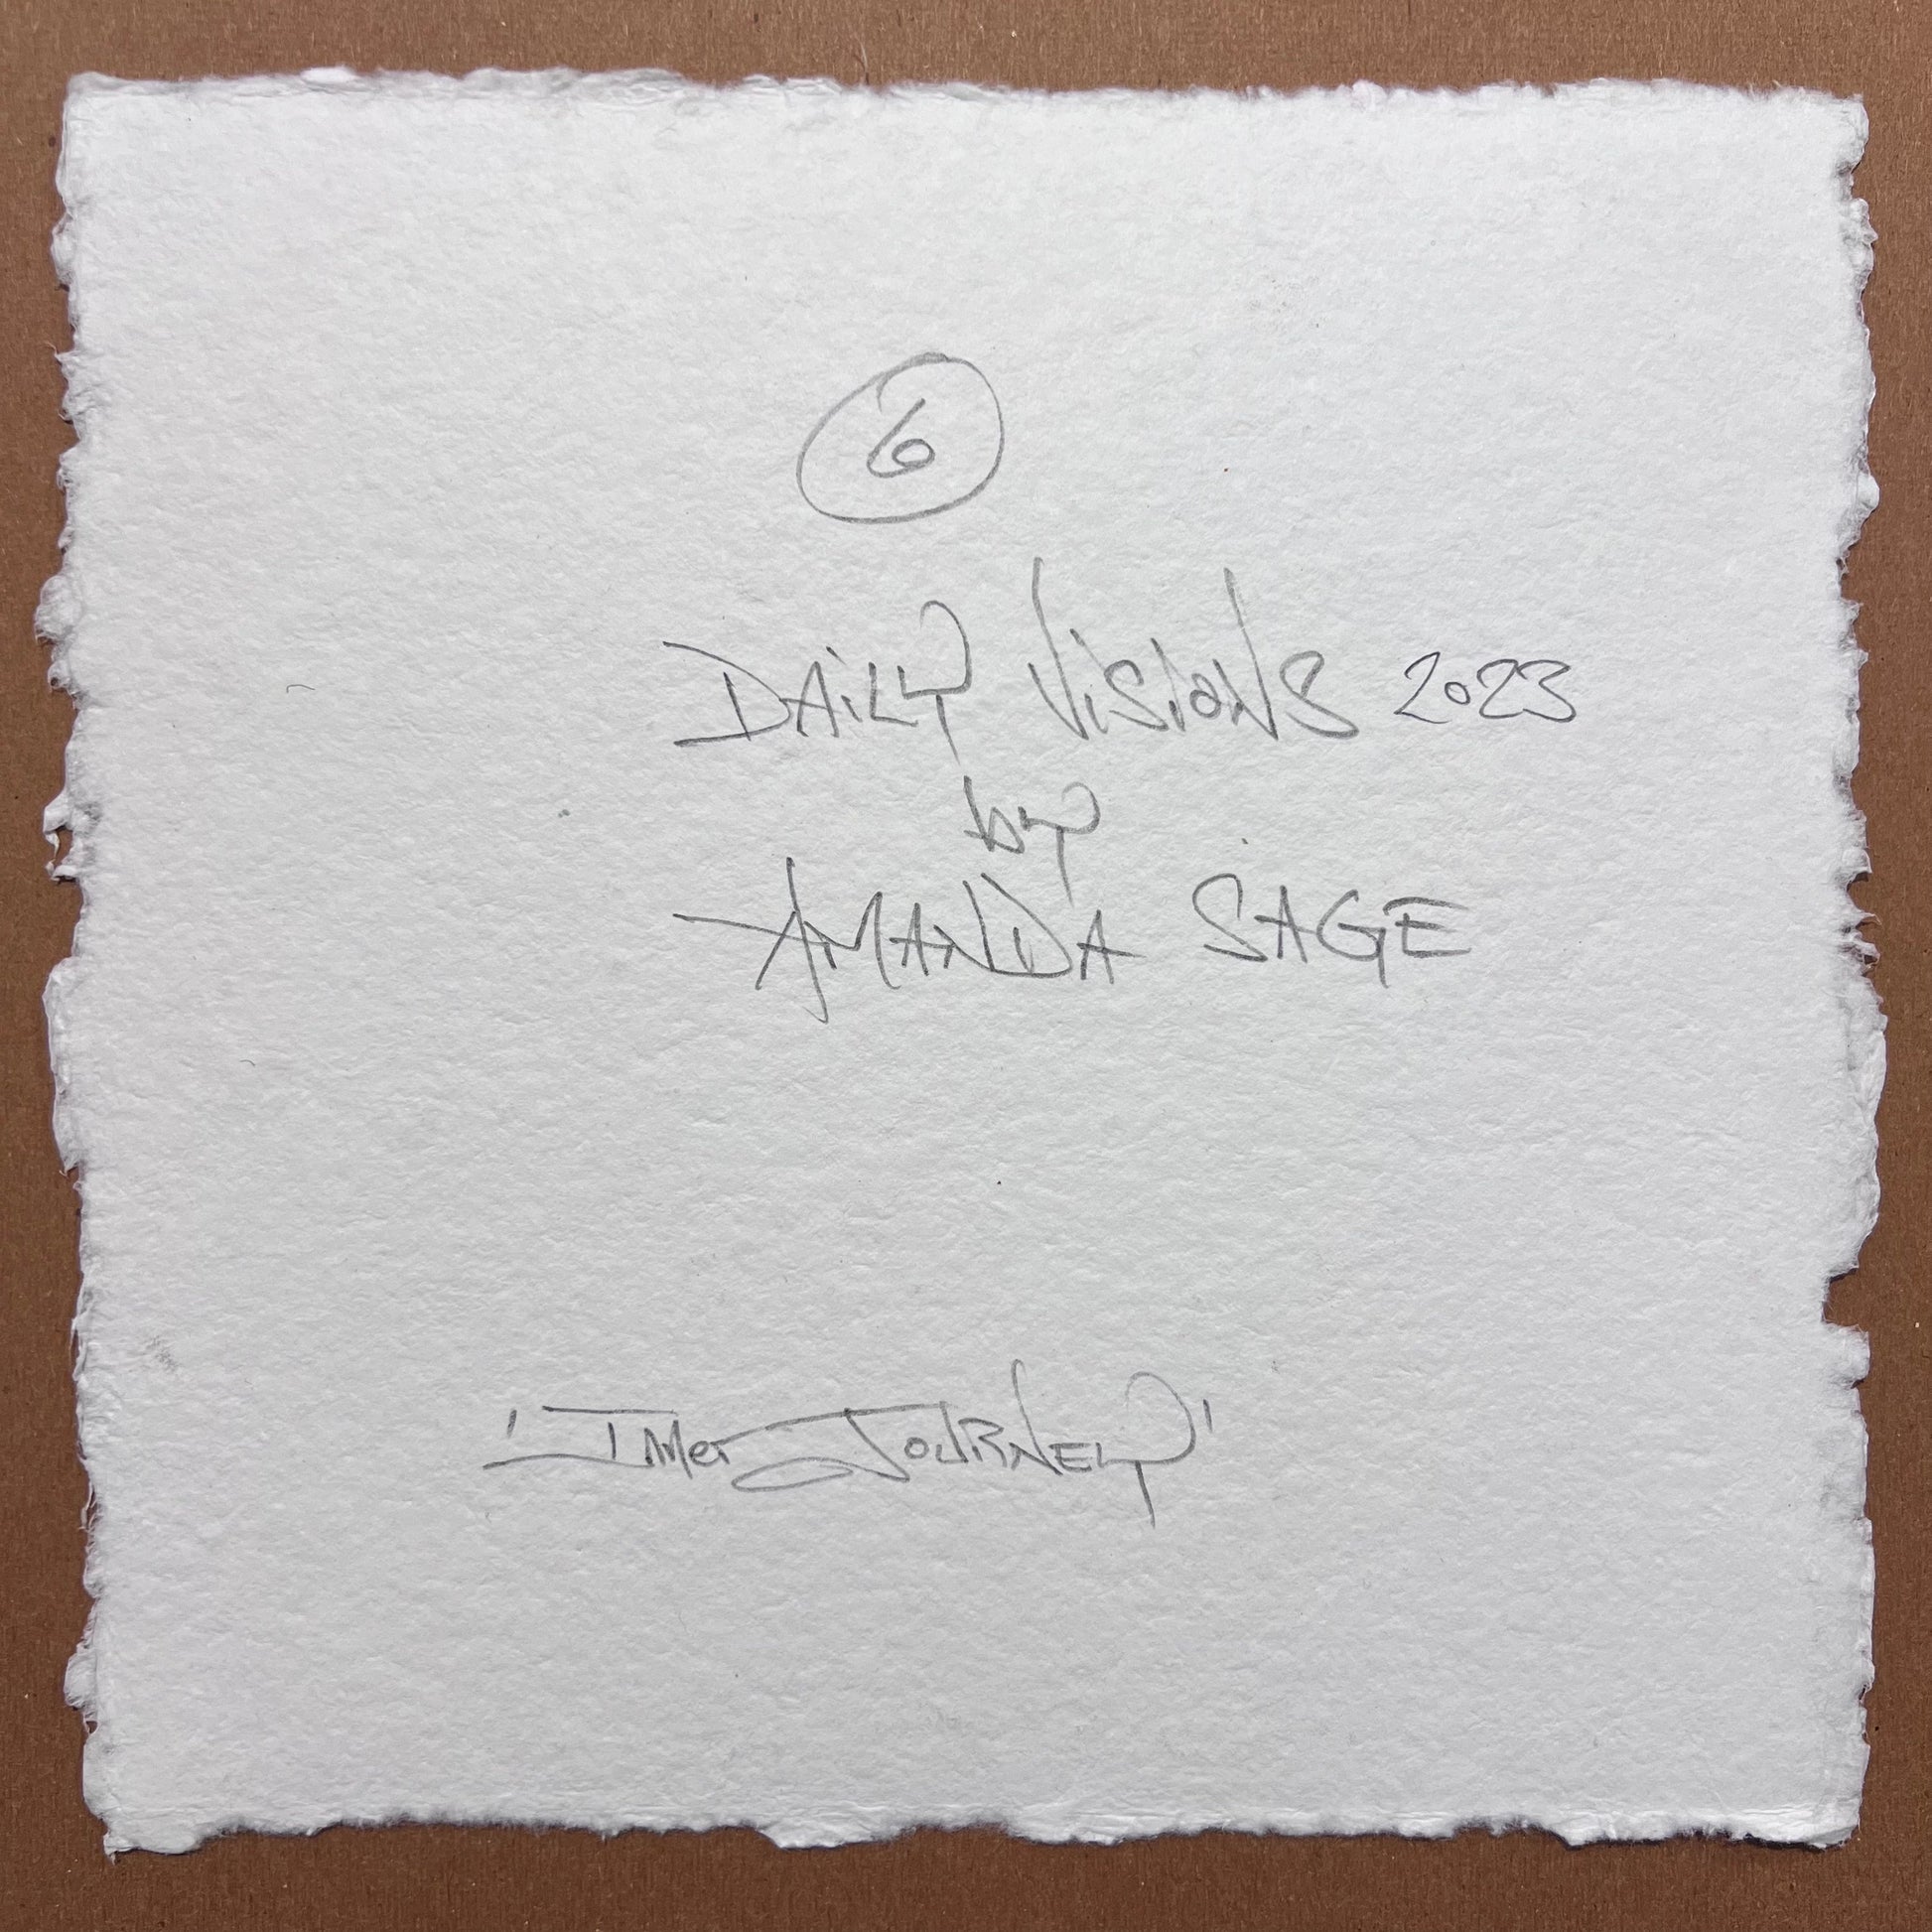 6
DAiLY ViSIONS 2023
by
AMANDA SAGE
'INNer JOURNEY'